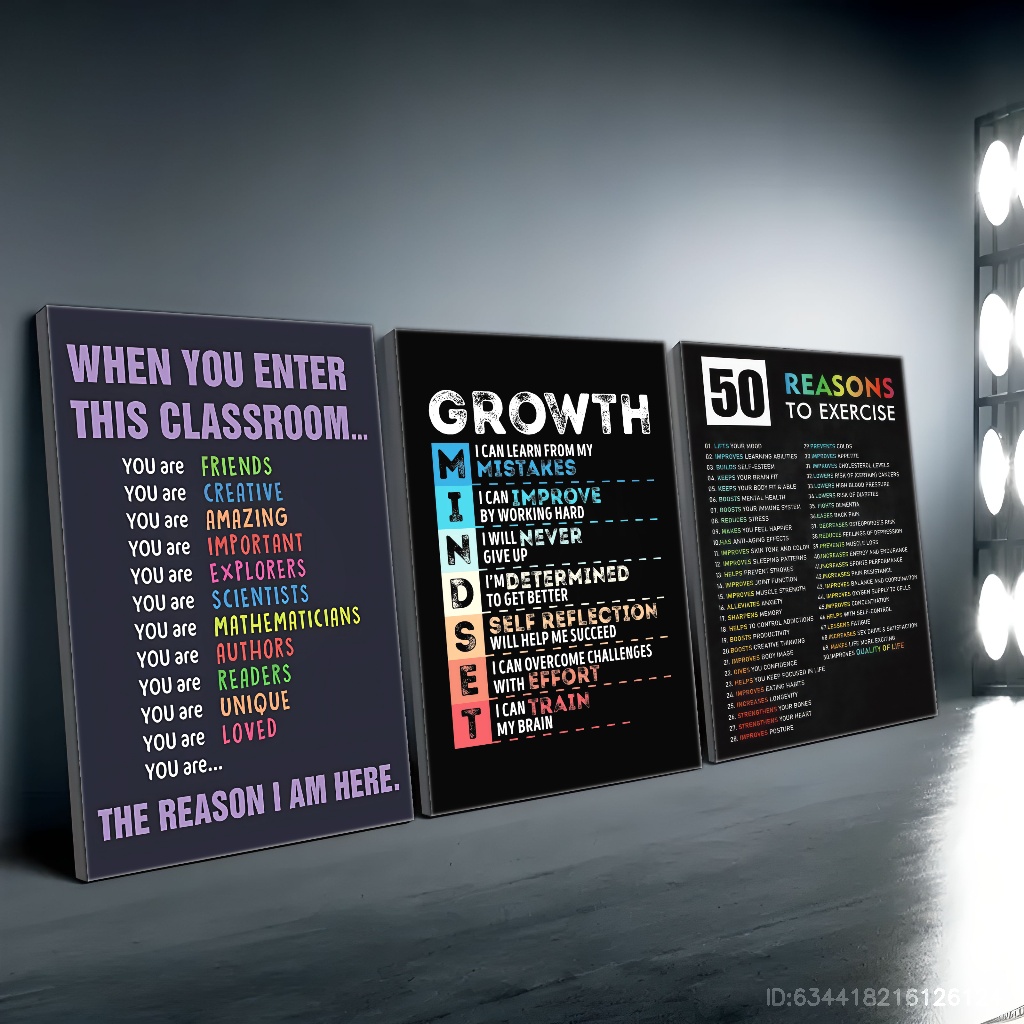 WHEN YOU ENTER
THIS CLASSROOM...
YOU are FRIENDS
YOU are CREATIVE
YOU are AMAZING
YOU are IMPORTANT
YOU are EXPLORERS
YOU are SCIENTISTS
YOU are MATHEMATICIANS
YOU are AUTHORS
YOU are READERS
YOU are UNIQUE
YOU are LOVED
YOU are...
THE REASON I AM HERE.
GROWTH
MINDSET
I CAN LEARN FROM MY
MISTAKES
I CAN IMPROVE
BY WORKING HARD
I WILL NEVER
GIVE UP
I'M DETERMINED
TO GET BETTER
SELF REFLECTION
WILL HELP ME SUCCEED
I CAN OVERCOME CHALLENGES
WITH EFFORT
I CAN TRAIN
MY BRAIN
50 REASONS
TO EXERCISE
01. LIFTS YOUR MOOD
02. IMPROVES LEARNING ABILITIES
03. BUILDS SELF-ESTEEM
04. KEEPS YOUR BRAIN FIT
05. KEEPS YOUR BODY FIT & ABLE
06. BOOSTS MENTAL HEALTH
07. BOOSTS YOUR IMMUNE SYSTEM
08. REDUCES STRESS
09. MAKES YOU FEEL HAPPIER
10. HAS ANTI-AGING EFFECTS
11. IMPROVES SKIN TONE AND COLOR
12. IMPROVES SLEEPING PATTERNS
13. HELPS PREVENT STROKES
14. IMPROVES JOINT FUNCTION
15. IMPROVES MUSCLE STRENGTH
16. ALLEVIATES ANXIETY
17. SHARPENS MEMORY
18. HELPS TO CONTROL ADDICTIONS
19. BOOSTS PRODUCTIVITY
20. BOOSTS CREATIVE THINKING
21. IMPROVES BODY IMAGE
22. GIVES YOU CONFIDENCE
23. HELPS YOU KEEP FOCUSED IN LIFE
24. IMPROVES EATING HABITS
25. INCREASES LONGEVITY
26. STRENGTHENS YOUR BONES
27. STRENGTHENS YOUR HEART
28. IMPROVES POSTURE
29. PREVENTS COLDS
30. IMPROVES APPETITE
31. IMPROVES CHOLESTEROL LEVELS
32. LOWERS RISK OF CERTAIN CANCERS
33. LOWERS HIGH BLOOD PRESSURE
34. LOWERS RISK OF DIABETES
35. FIGHTS DEMENTIA
36. EASES BACK PAIN
37. DECREASES OSTEOPOROSIS RISK
38. REDUCES FEELINGS OF DEPRESSION
39. PREVENTS MUSCLE LOSS
40. INCREASES ENERGY AND ENDURANCE
41. INCREASES SPORTS PERFORMANCE
42. INCREASES PAIN RESISTANCE
43. IMPROVES BALANCE AND COORDINATION
44. IMPROVES OXYGEN SUPPLY TO CELLS
45. IMPROVES CONCENTRATION
46. HELPS WITH SELF-CONTROL
47. LESSENS FATIGUE
48. INCREASES SEX DRIVE & SATISFACTION
49. MAKES LIFE MORE EXCITING
50. IMPROVES QUALITY OF LIFE